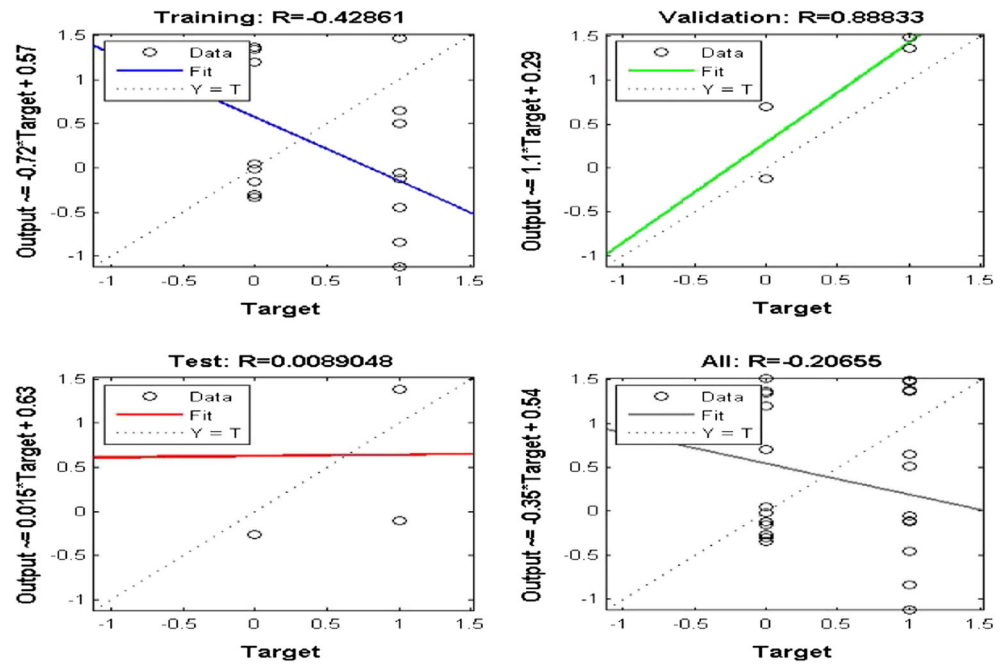 Training: R=-0.42861
Output ~= -0.72*Target + 0.57
1.5
1
0.5
0
-0.5
-1
Data
Fit
Y = T
-1 -0.5 0 0.5 1 1.5
Target
Validation: R=0.88833
Output ~= 1.1*Target + 0.29
1.5
1
0.5
0
-0.5
-1
Data
Fit
Y = T
-1 -0.5 0 0.5 1 1.5
Target
Test: R=0.0089048
Output ~= 0.015*Target + 0.63
1.5
1
0.5
0
-0.5
-1
Data
Fit
Y = T
-1 -0.5 0 0.5 1 1.5
Target
All: R=-0.20655
Output ~= -0.35*Target + 0.54
1.5
1
0.5
0
-0.5
-1
Data
Fit
Y = T
-1 -0.5 0 0.5 1 1.5
Target